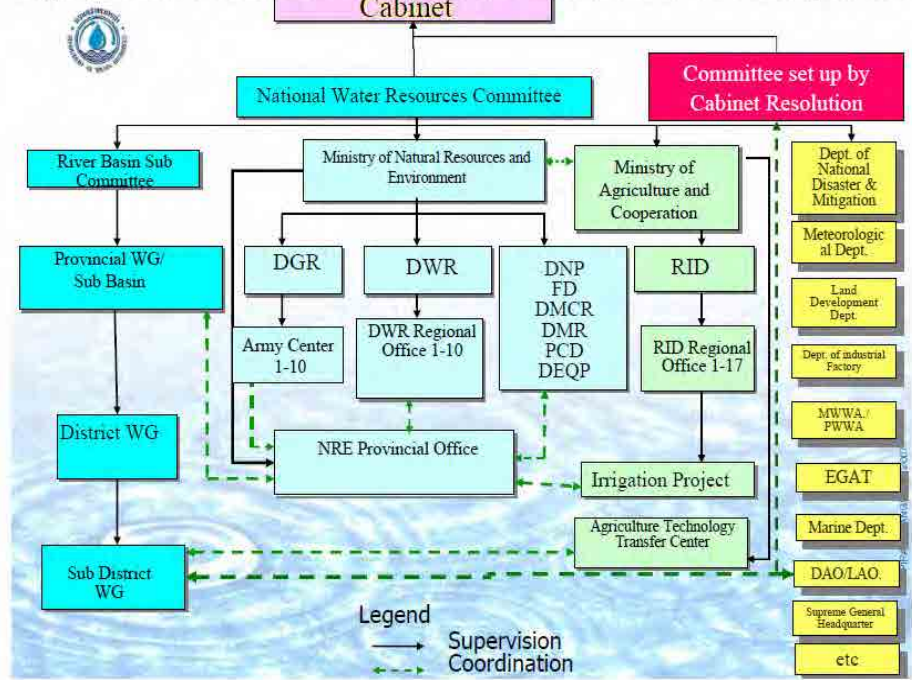 Cabinet
National Water Resources Committee
Committee set up by
Cabinet Resolution
River Basin Sub
Committee
Ministry of Natural Resources and
Environment
Ministry of
Agriculture and
Cooperation
Dept. of
National
Disaster &
Mitigation
Provincial WG/
Sub Basin
DGR
DWR
DNP
FD
DMCR
DMR
PCD
DEQP
RID
Meteorologic
al Dept.
Army Center
1-10
DWR Regional
Office 1-10
RID Regional
Office 1-17
Land
Development
Dept.
Dept. of industrial
Factory
District WG
NRE Provincial Office
Irrigation Project
MWWA./
PWWA
EGAT
Agriculture Technology
Transfer Center
Marine Dept.
Sub District
WG
DAO/LAO.
Supreme General
Headquarter
etc
Legend
Supervision
Coordination